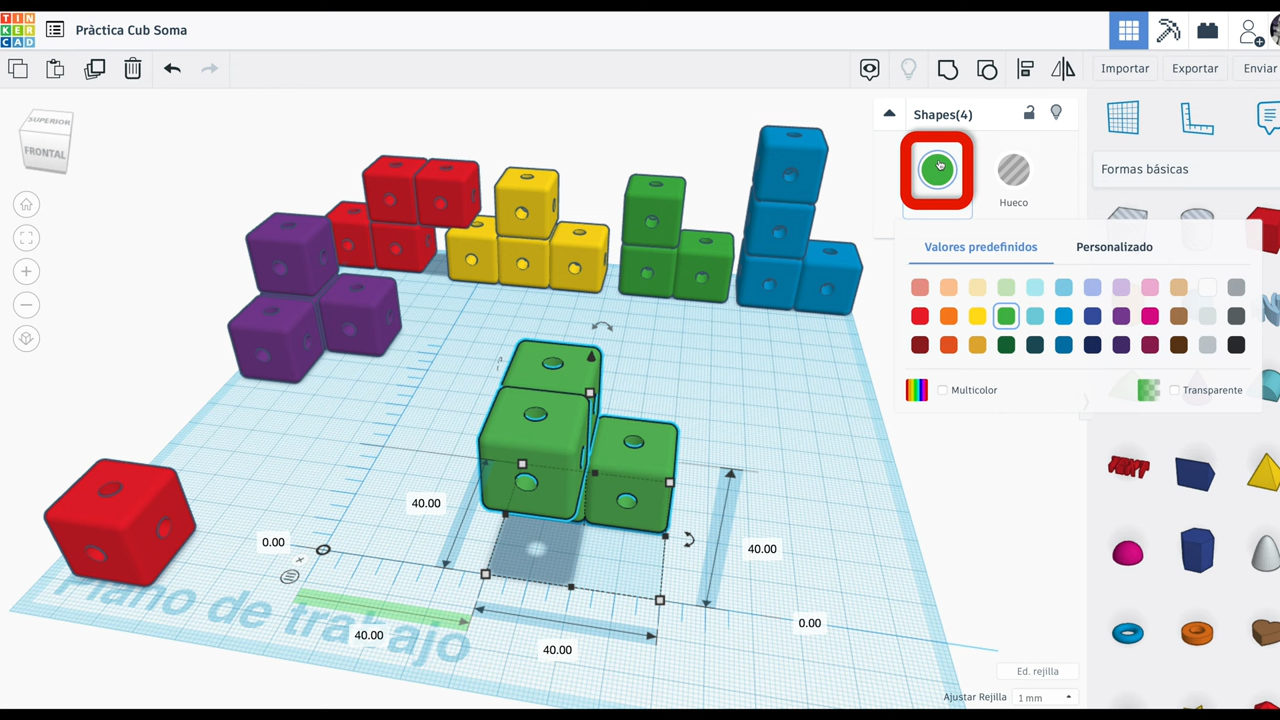 TIN
KER
CAD
Pràctica Cub Soma
Importar
Exportar
Enviar
SUPERIOR
FRONTAL
Shapes(4)
Hueco
Formas básicas
Valores predefinidos
Personalizado
Multicolor
Transparente
TEXT
40.00
0.00
40.00
40.00
40.00
0.00
Plano de trabajo
Ed. rejilla
Ajustar Rejilla
1 mm